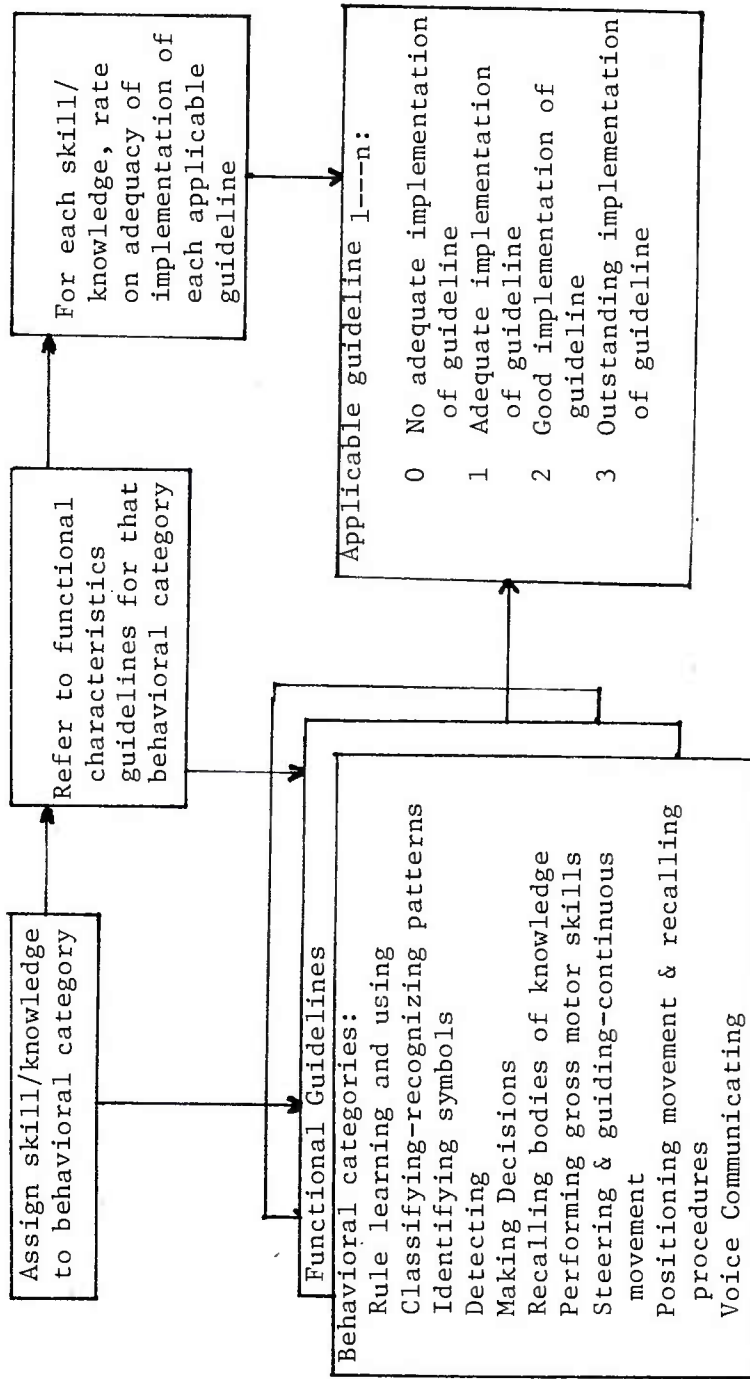 Assign skill/knowledge
to behavioral category
Refer to functional
characteristics
guidelines for that
behavioral category
For each skill/
knowledge, rate
on adequacy of
implementation of
each applicable
guideline
Functional Guidelines
Behavioral categories:
Rule learning and using
Classifying-recognizing patterns
Identifying symbols
Detecting
Making Decisions
Recalling bodies of knowledge
Performing gross motor skills
Steering & guiding-continuous
movement
Positioning movement & recalling
procedures
Voice Communicating
Applicable guideline 1---n:
0 No adequate implementation
of guideline
1 Adequate implementation
of guideline
2 Good implementation of
guideline
3 Outstanding implementation
of guideline